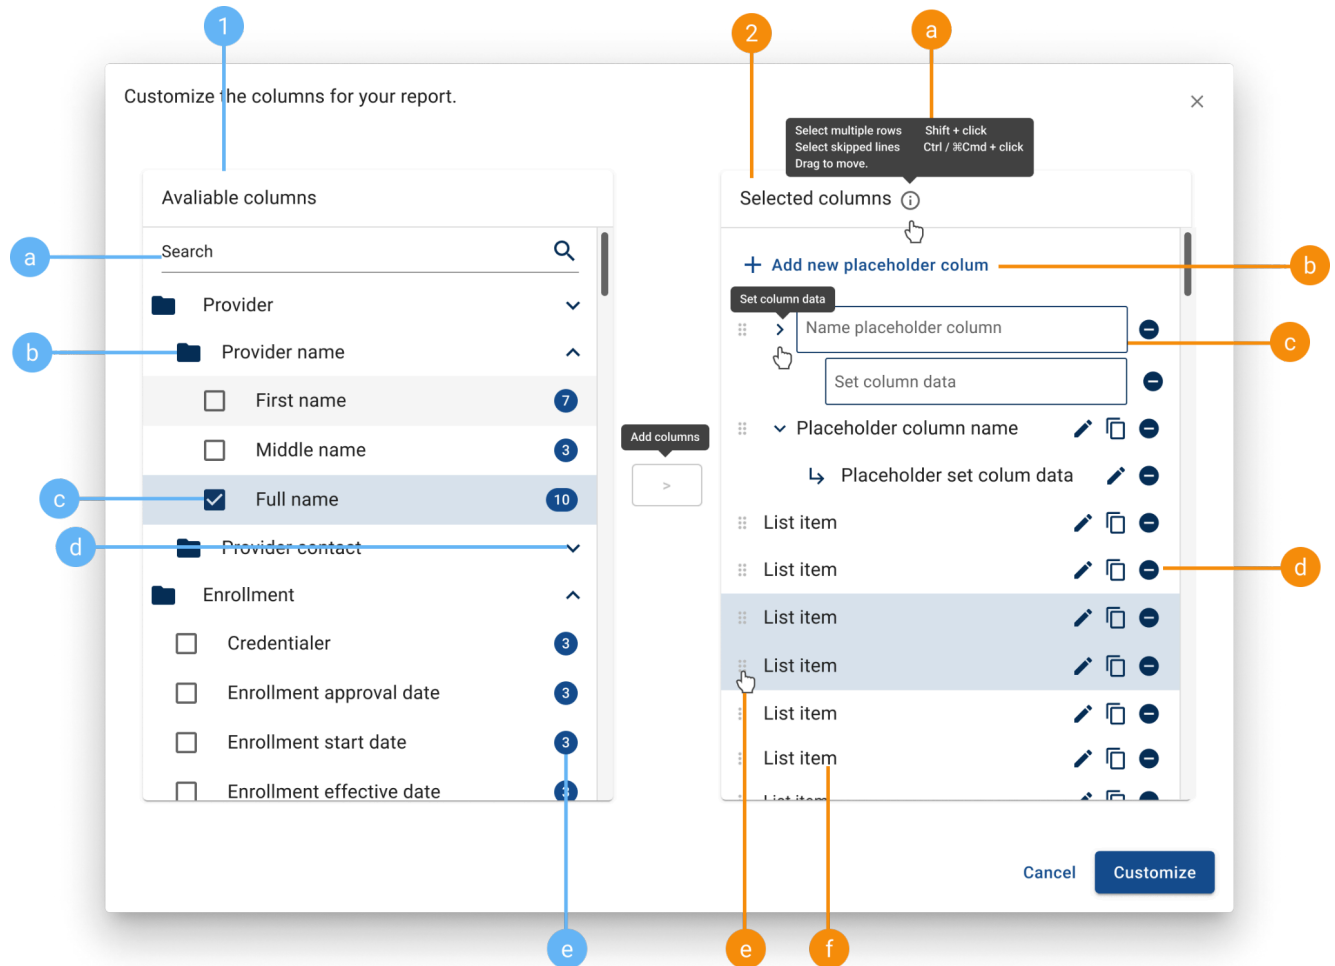 1
2
a
Customize the columns for your report.
Select multiple rows Shift + click
Select skipped lines Ctrl / ⌘Cmd + click
Drag to move.
Avaliable columns
a
Search
Provider
b
Provider name
First name 7
Middle name 3
c
Full name 10
d
Provider contact
Enrollment
Credentialer 3
Enrollment approval date 3
Enrollment start date 3
Enrollment effective date 3
e
Add columns
>
Selected columns
+ Add new placeholder colum
b
Set column data
Name placeholder column
c
Set column data
Placeholder column name
Placeholder set colum data
List item
List item
d
List item
List item
List item
List item
List item
Cancel
Customize
e
f